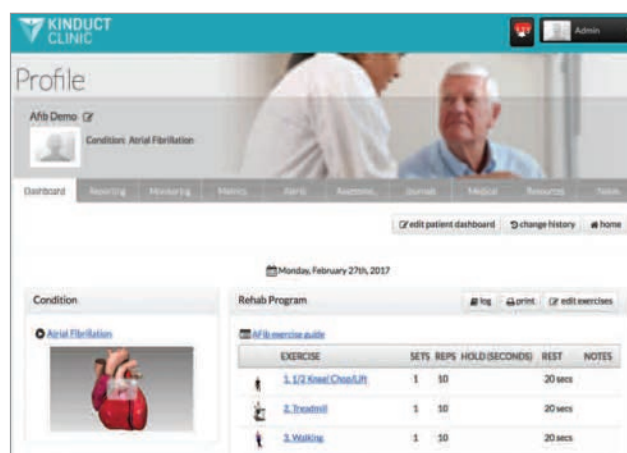 KINDUCT
CLINIC
Admin
Profile
Afib Demo
Condition: Atrial Fibrillation
Dashboard Reporting Monitoring Metrics Alerts Journals Medical Resources Notes
edit patient dashboard change history home
Monday, February 27th, 2017
Condition
Rehab Program log print edit exercises
Atrial Fibrillation
AFib exercise guide
EXERCISE SETS REPS HOLD (SECONDS) REST NOTES
1. 1/2 Kneel Chop/Lift 1 10 20 secs
2. Treadmill 1 10 20 secs
3. Walking 1 10 20 secs